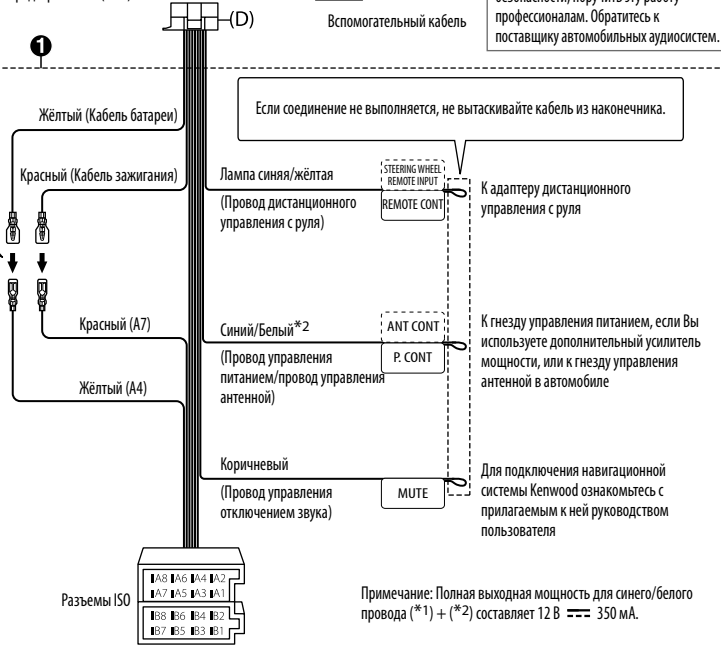 (D)
Вспомогательный кабель
профессионалам. Обратитесь к
поставщику автомобильных аудиосистем.
1
Жёлтый (Кабель батареи)
Если соединение не выполняется, не вытаскивайте кабель из наконечника.
Красный (Кабель зажигания)
Лампа синяя/жёлтая
(Провод дистанционного
управления с руля)
STEERING WHEEL
REMOTE INPUT
REMOTE CONT
К адаптеру дистанционного
управления с руля
Красный (A7)
Синий/Белый*2
(Провод управления
питанием/провод управления
антенной)
ANT CONT
P. CONT
К гнезду управления питанием, если Вы
используете дополнительный усилитель
мощности, или к гнезду управления
антенной в автомобиле
Жёлтый (A4)
Коричневый
(Провод управления
отключением звука)
MUTE
Для подключения навигационной
системы Kenwood ознакомьтесь с
прилагаемым к ней руководством
пользователя
Разъемы ISO
A8 A6 A4 A2
A7 A5 A3 A1
B8 B6 B4 B2
B7 B5 B3 B1
Примечание: Полная выходная мощность для синего/белого
провода (*1) + (*2) составляет 12 В 350 мА.